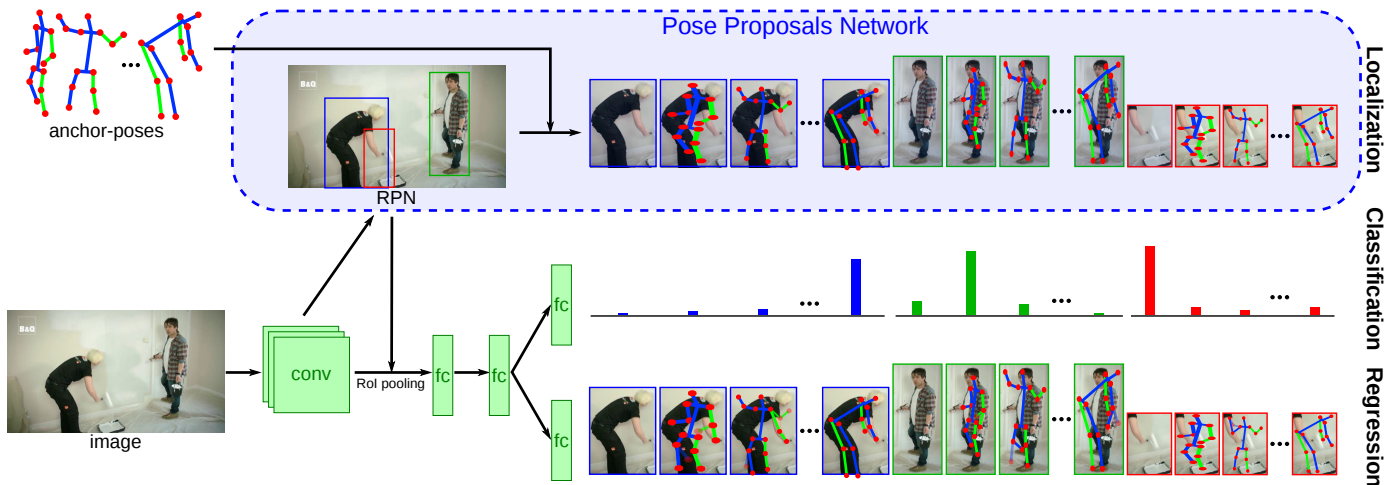 Pose Proposals Network
Localization
...
...
...
...
anchor-poses
B&Q
RPN
Classification
...
...
...
fc
B&Q
conv
RoI pooling
fc
fc
Regression
...
...
...
fc
image